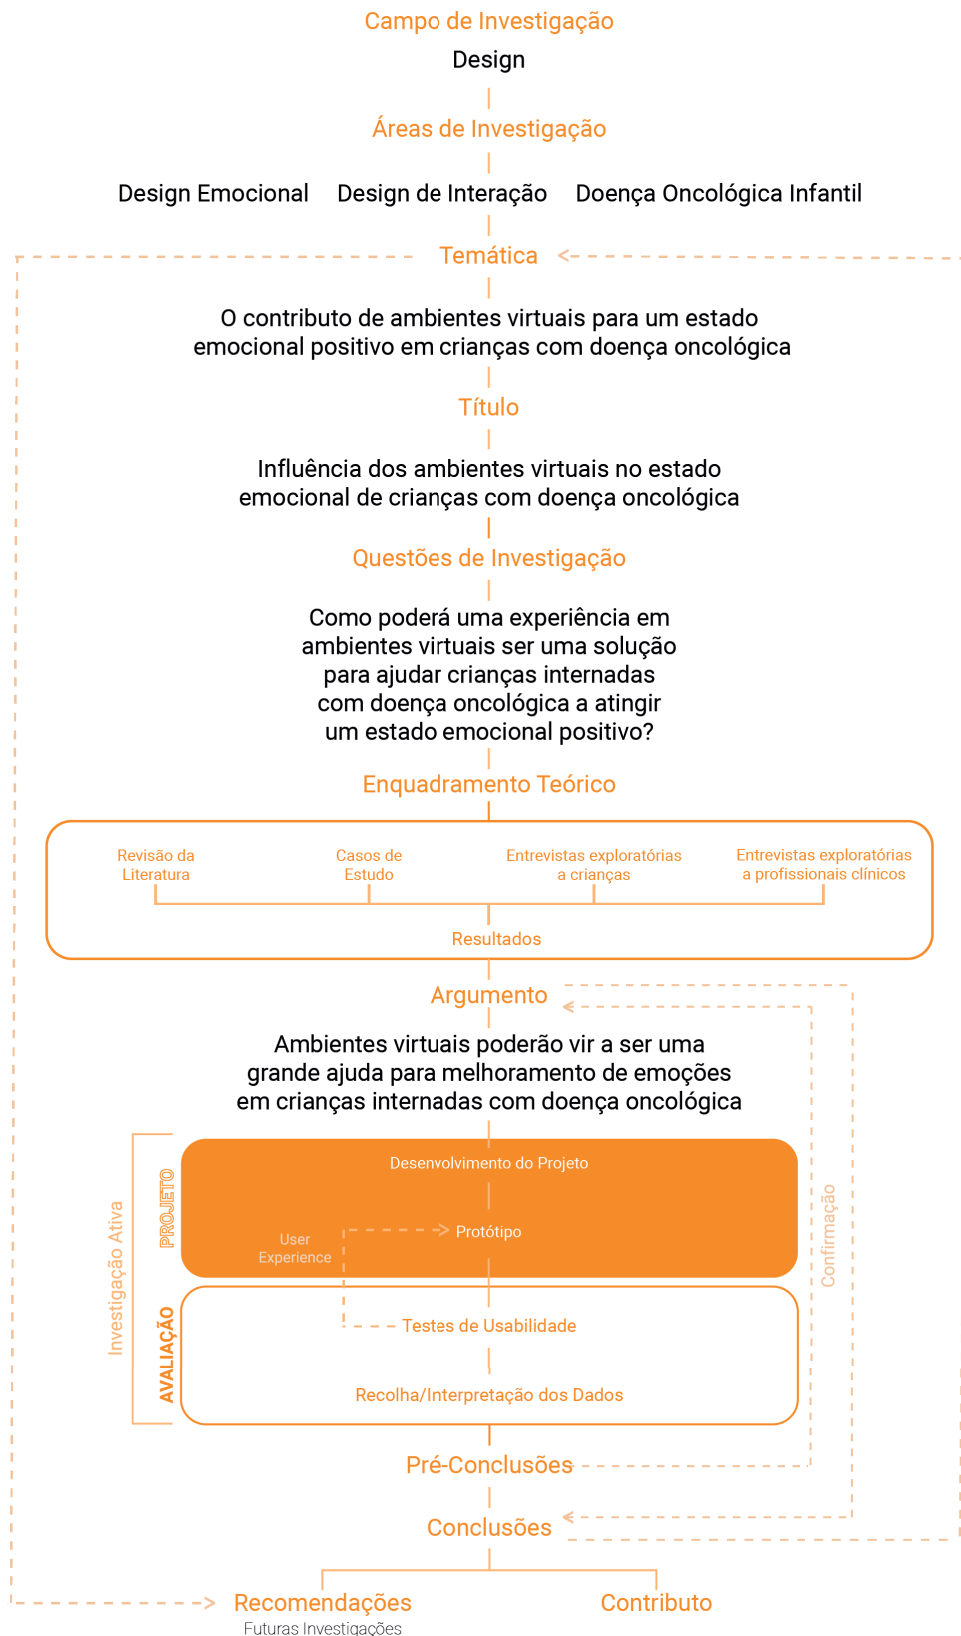 Campo de Investigação
Design
Áreas de Investigação
Design Emocional
Design de Interação
Doença Oncológica Infantil
Temática
O contributo de ambientes virtuais para um estado
emocional positivo em crianças com doença oncológica
Título
Influência dos ambientes virtuais no estado
emocional de crianças com doença oncológica
Questões de Investigação
Como poderá uma experiência em
ambientes virtuais ser uma solução
para ajudar crianças internadas
com doença oncológica a atingir
um estado emocional positivo?
Enquadramento Teórico
Revisão da
Literatura
Casos de
Estudo
Entrevistas exploratórias
a crianças
Entrevistas exploratórias
a profissionais clínicos
Resultados
Argumento
Ambientes virtuais poderão vir a ser uma
grande ajuda para melhoramento de emoções
em crianças internadas com doença oncológica
Investigação Ativa
PROJETO
Desenvolvimento do Projeto
Protótipo
User
Experience
Confirmação
AVALIAÇÃO
Testes de Usabilidade
Recolha/Interpretação dos Dados
Pré-Conclusões
Conclusões
Recomendações
Futuras Investigações
Contributo